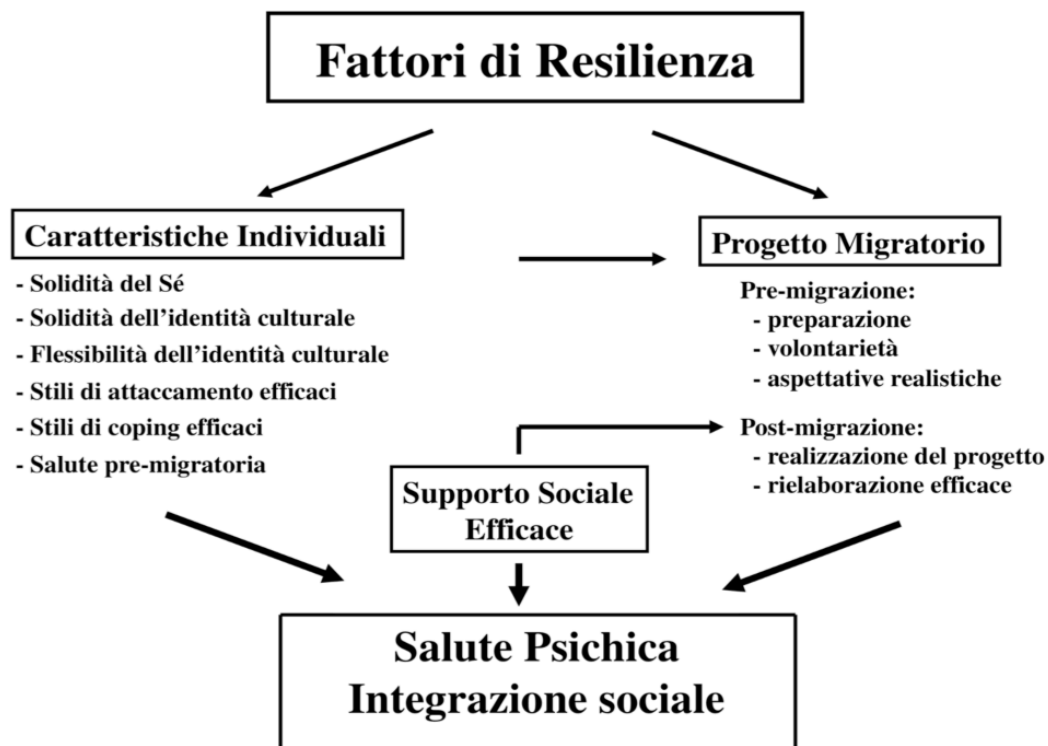 Fattori di Resilienza
Caratteristiche Individuali
- Solidità del Sé
- Solidità dell’identità culturale
- Flessibilità dell’identità culturale
- Stili di attaccamento efficaci
- Stili di coping efficaci
- Salute pre-migratoria
Progetto Migratorio
Pre-migrazione:
- preparazione
- volontarietà
- aspettative realistiche
Post-migrazione:
- realizzazione del progetto
- rielaborazione efficace
Supporto Sociale
Efficace
Salute Psichica
Integrazione sociale